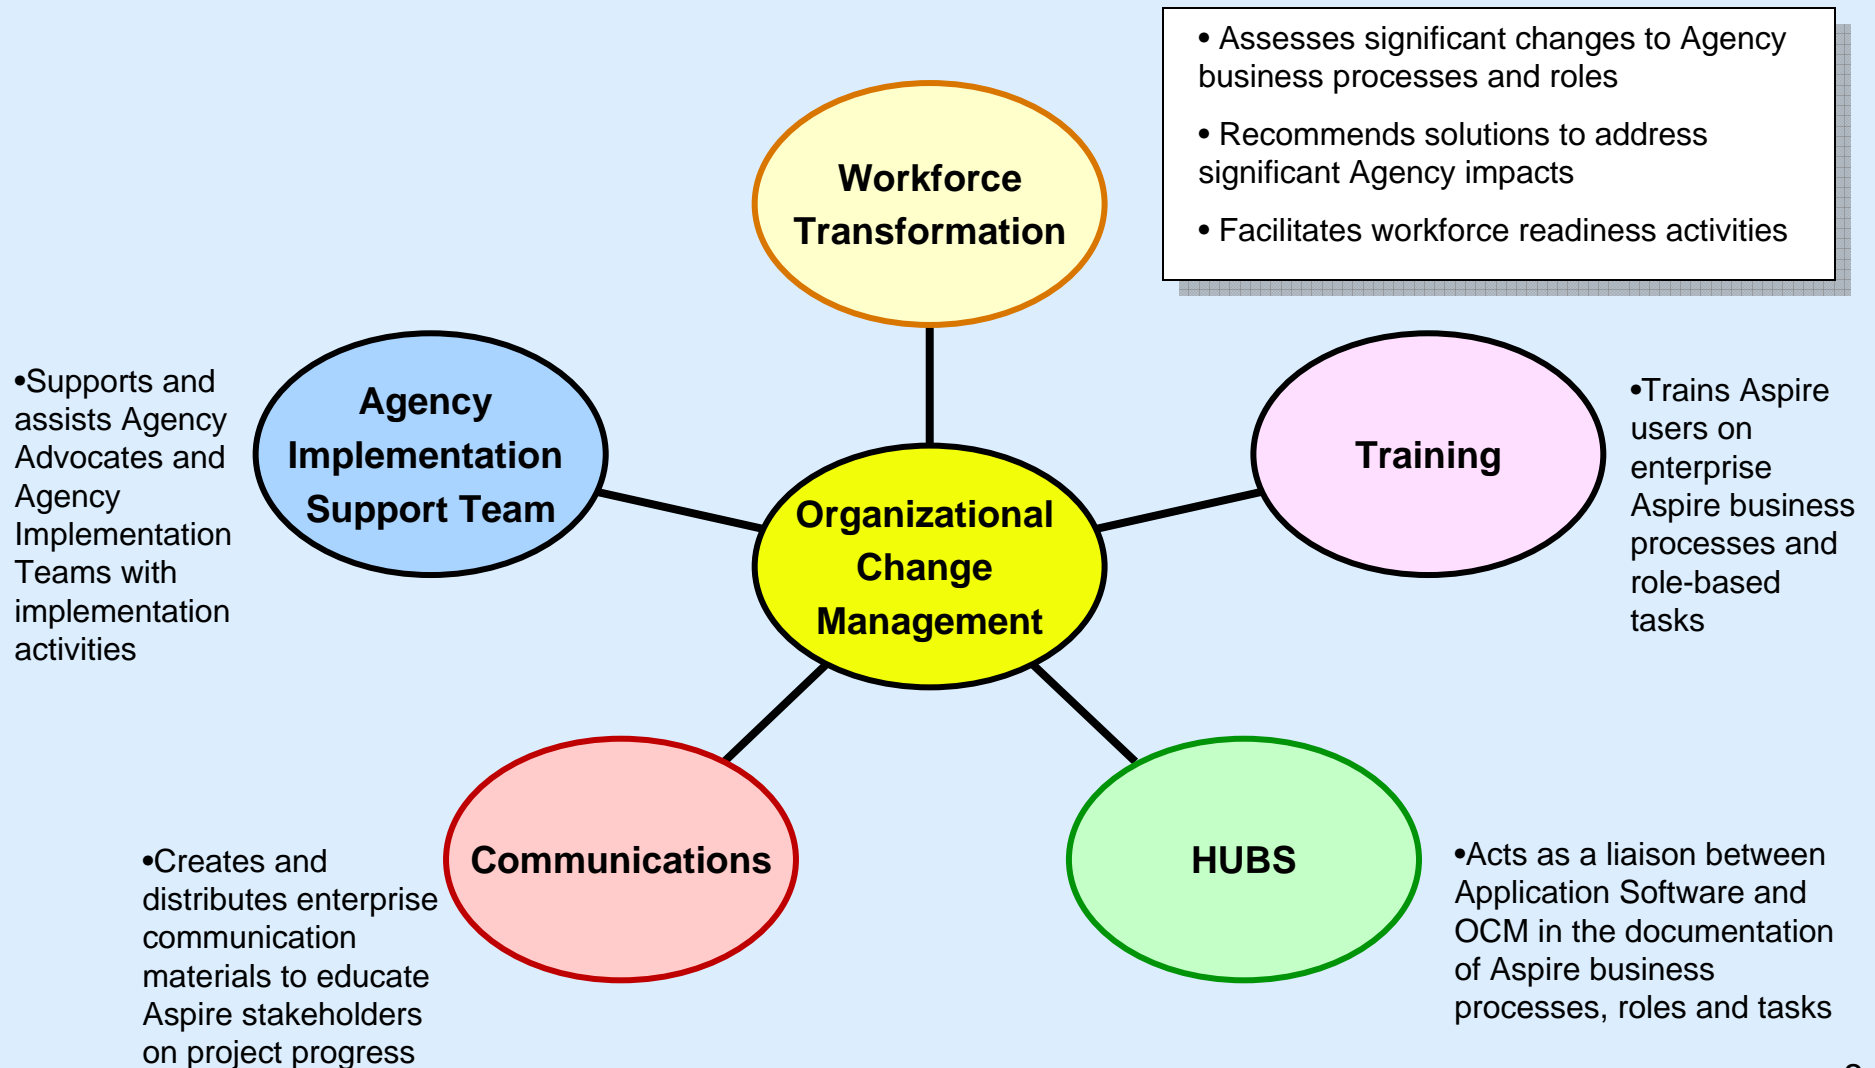 • Assesses significant changes to Agency
business processes and roles
• Recommends solutions to address
significant Agency impacts
• Facilitates workforce readiness activities
Workforce
Transformation
•Supports and
assists Agency
Advocates and
Agency
Implementation
Teams with
implementation
activities
Agency
Implementation
Support Team
Organizational
Change
Management
Training
•Trains Aspire
users on
enterprise
Aspire business
processes and
role-based
tasks
•Creates and
distributes enterprise
communication
materials to educate
Aspire stakeholders
on project progress
Communications
HUBS
•Acts as a liaison between
Application Software and
OCM in the documentation
of Aspire business
processes, roles and tasks